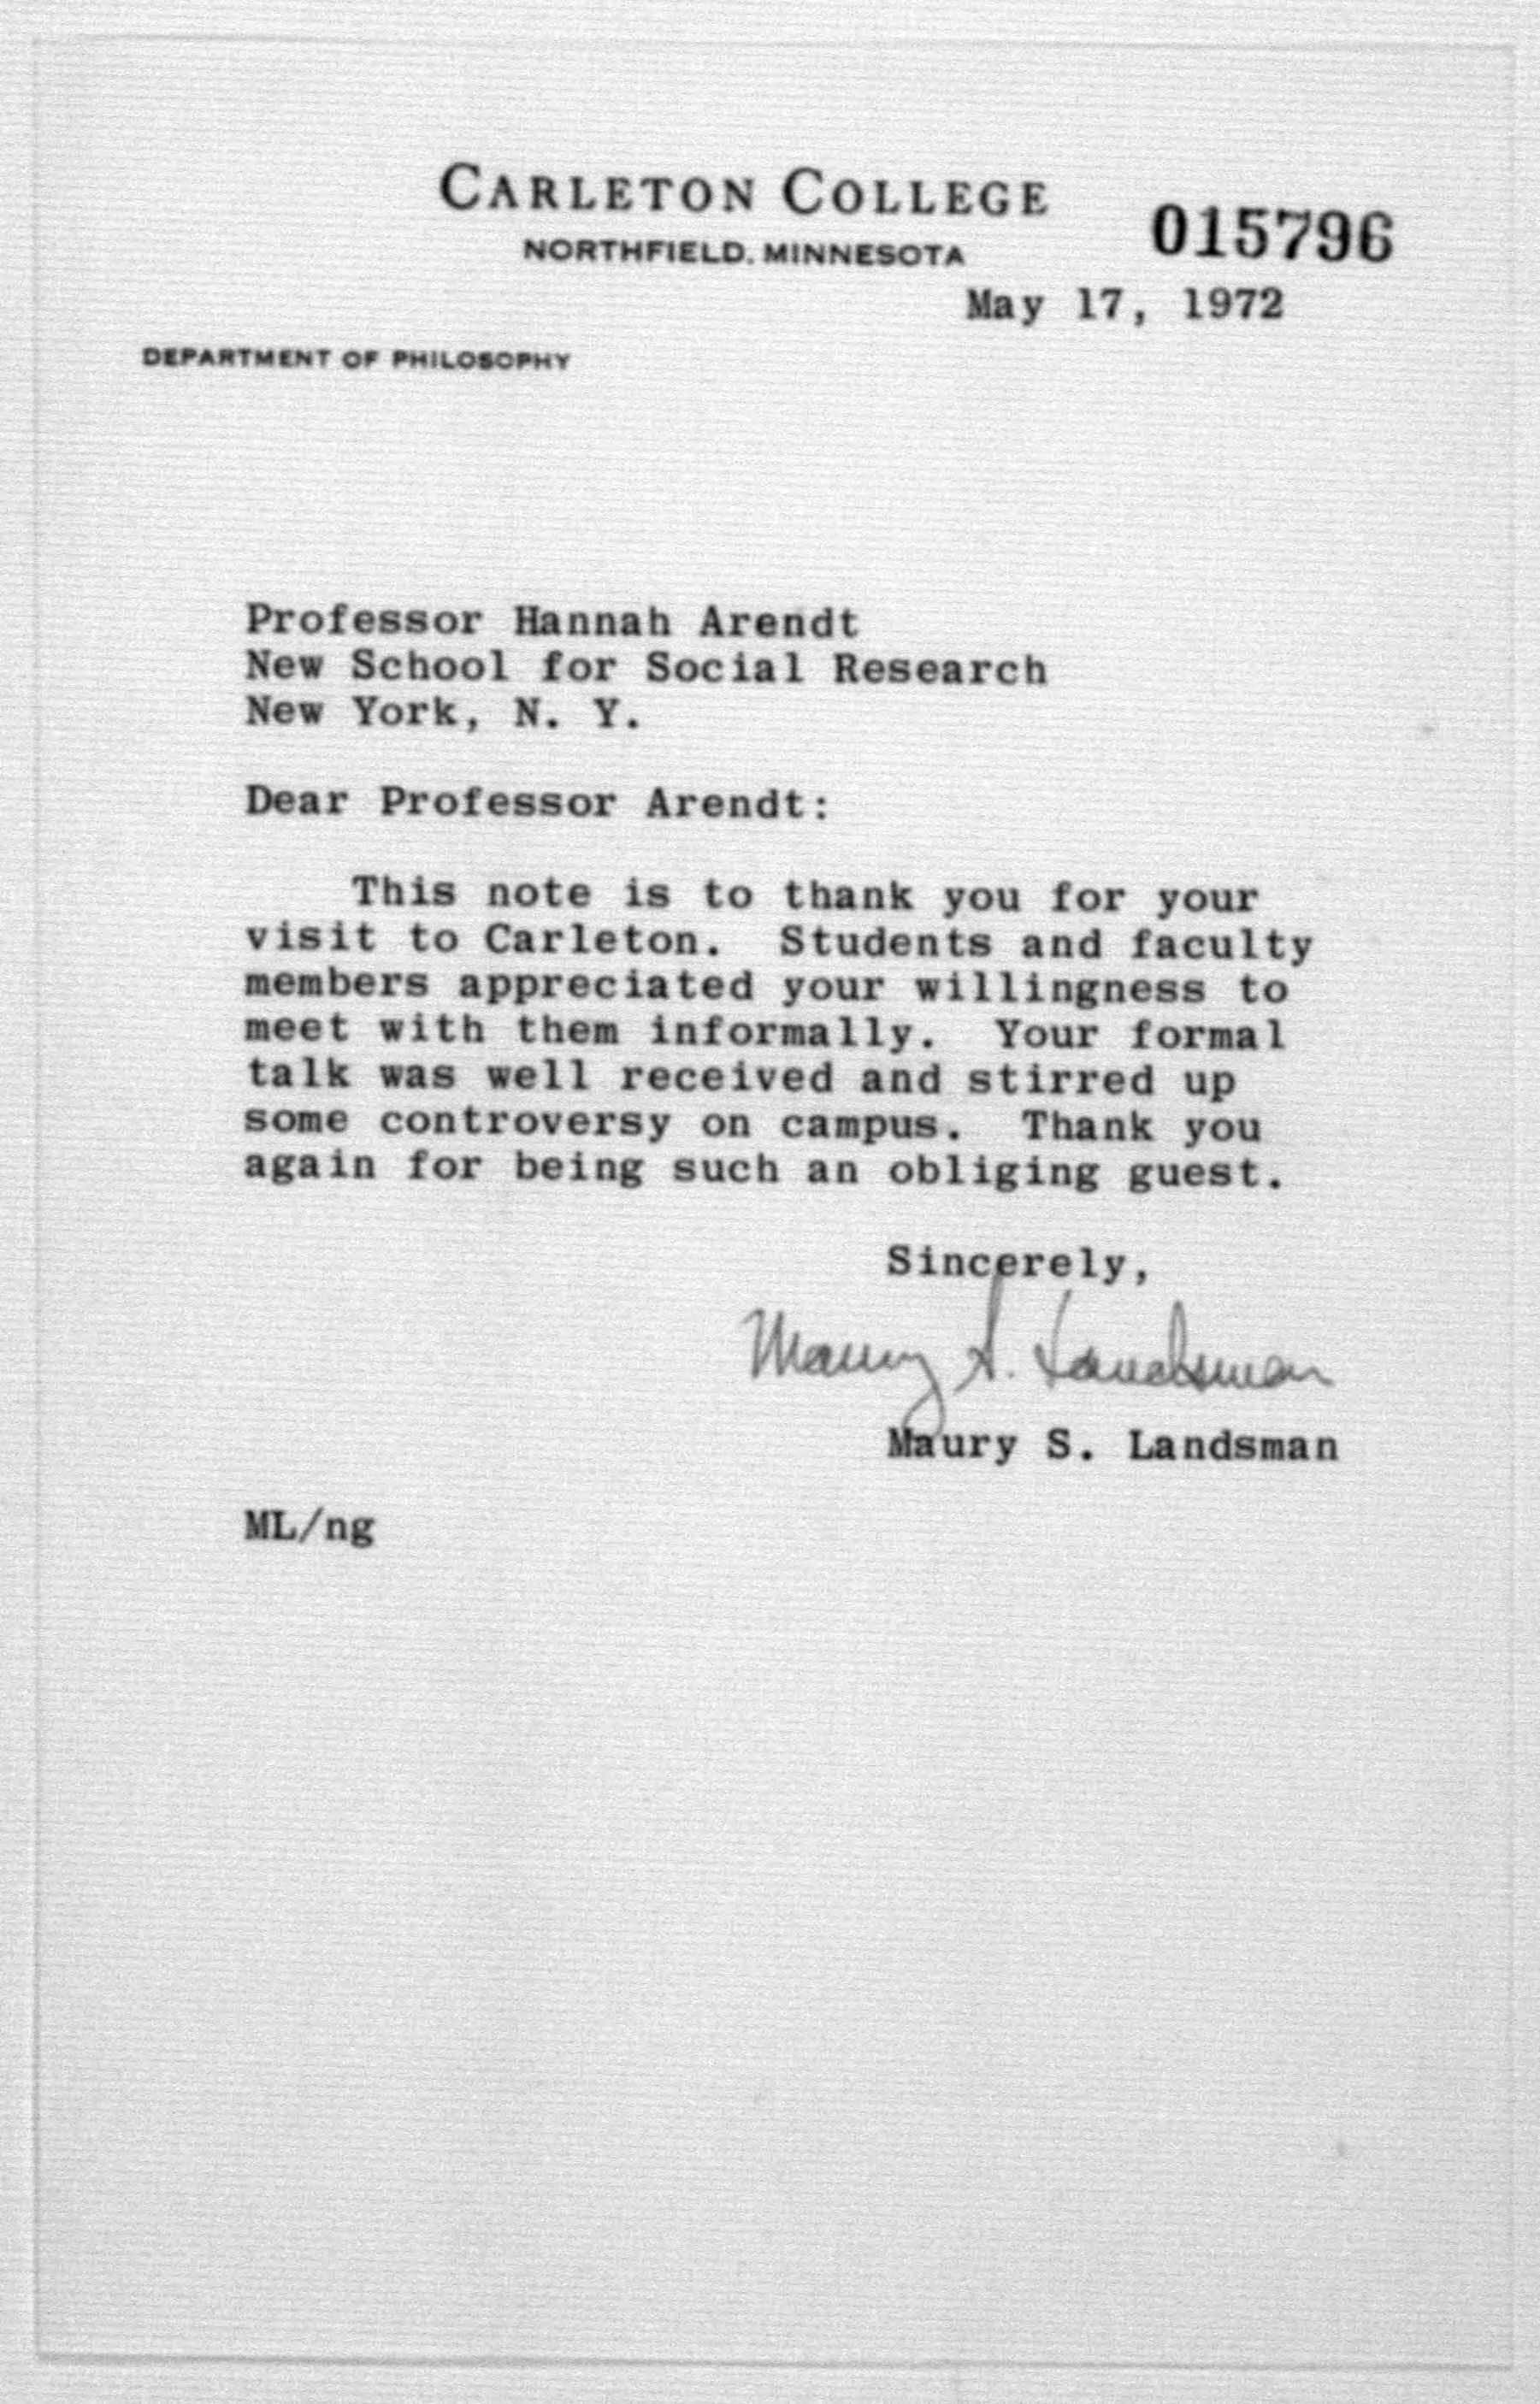 CARLETON COLLEGE
NORTHFIELD, MINNESOTA
015796
May 17, 1972
DEPARTMENT OF PHILOSOPHY
Professor Hannah Arendt
New School for Social Research
New York, N. Y.
Dear Professor Arendt:
This note is to thank you for your
visit to Carleton. Students and faculty
members appreciated your willingness to
meet with them informally. Your formal
talk was well received and stirred up
some controversy on campus. Thank you
again for being such an obliging guest.
Sincerely,
Maury S. Landsman
Maury S. Landsman
ML/ng